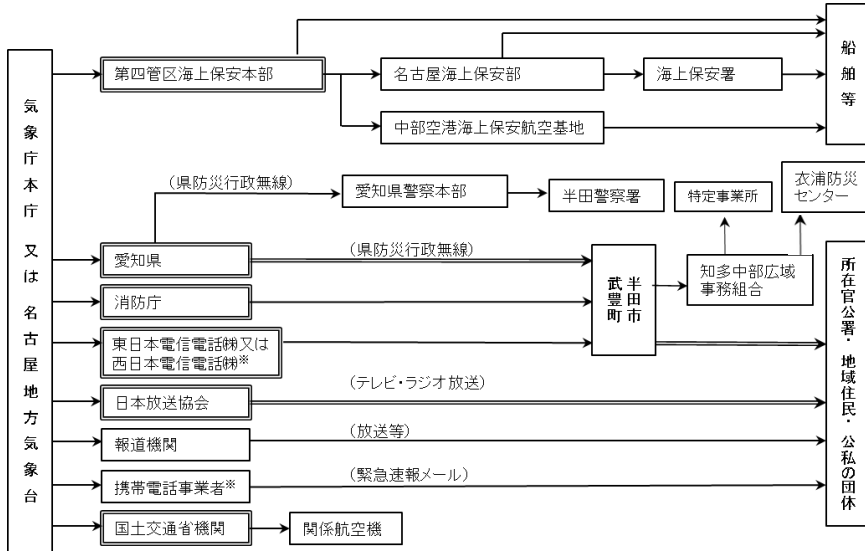 気象庁本庁 又は 名古屋地方気象台
第四管区海上保安本部
名古屋海上保安部
海上保安署
中部空港海上保安航空基地
船舶等
(県防災行政無線)
愛知県警察本部
半田警察署
特定事業所
衣浦防災
センター
愛知県
(県防災行政無線)
半田市
武豊町
知多中部広域
事務組合
消防庁
東日本電信電話㈱又は
西日本電信電話㈱※
日本放送協会
(テレビ・ラジオ放送)
報道機関
(放送等)
携帯電話事業者※
(緊急速報メール)
国土交通省機関
関係航空機
所在官公署・地域住民・公私の団体